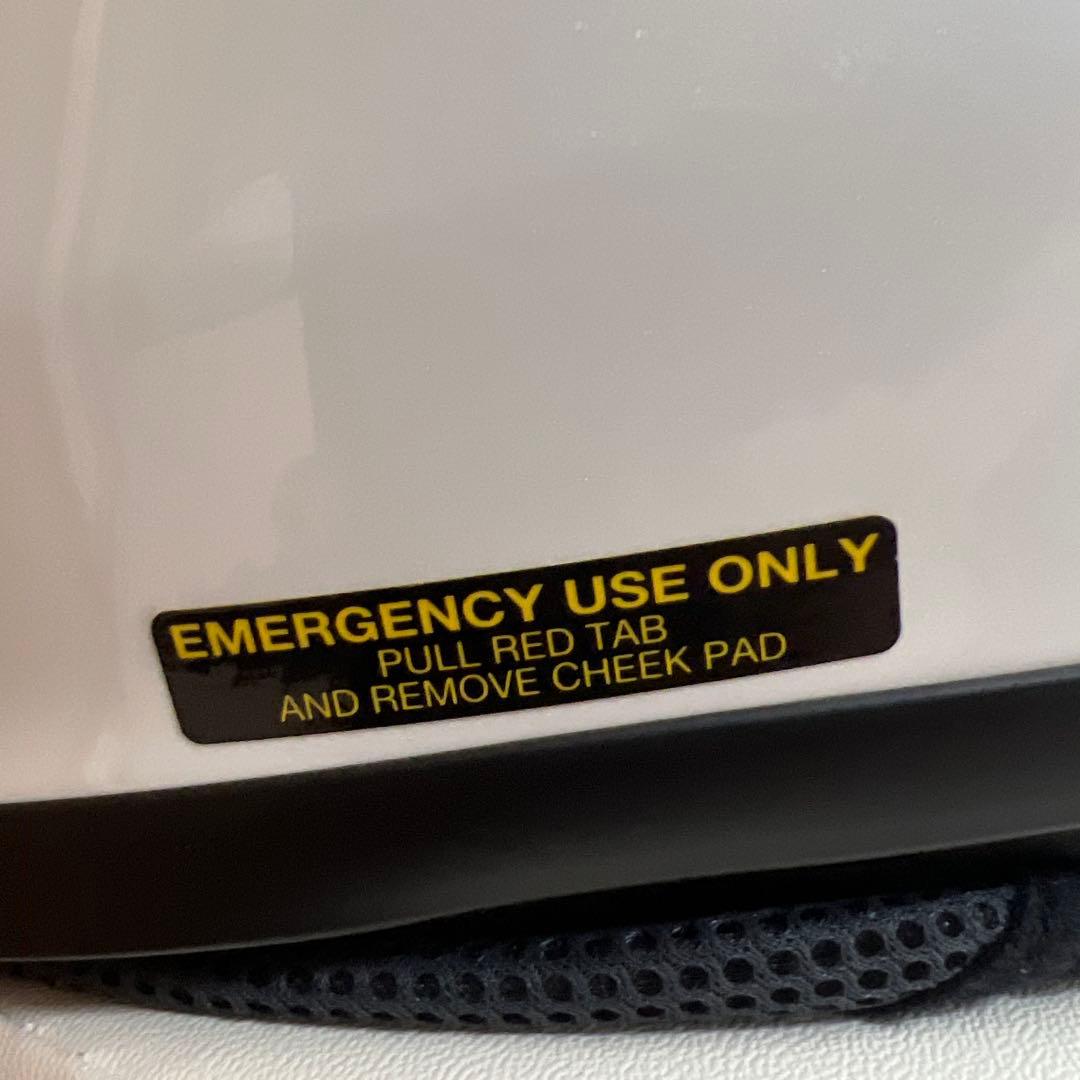 EMERGENCY USE ONLY
PULL RED TAB
AND REMOVE CHEEK PAD